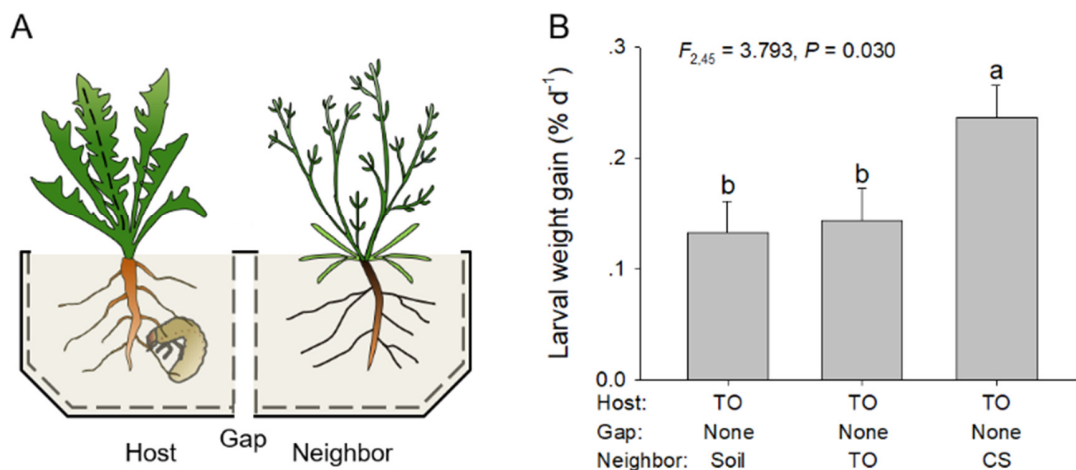 A
Host
Gap
Neighbor
B
Larval weight gain (% d⁻¹)
.3
.2
.1
0.0
F2,45 = 3.793, P = 0.030
b
b
a
Host: TO TO TO
Gap: None None None
Neighbor: Soil TO CS